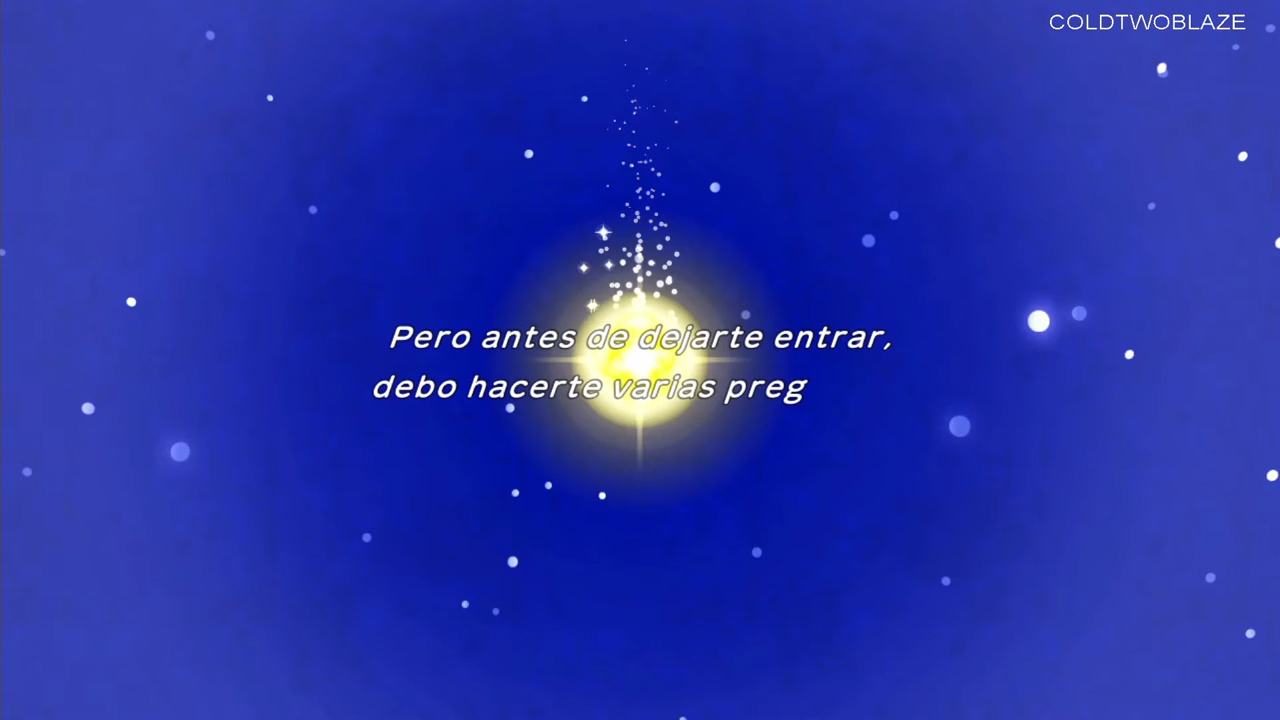 COLDTWOBLAZE
Pero antes de dejarte entrar,
debo hacerte varias preg